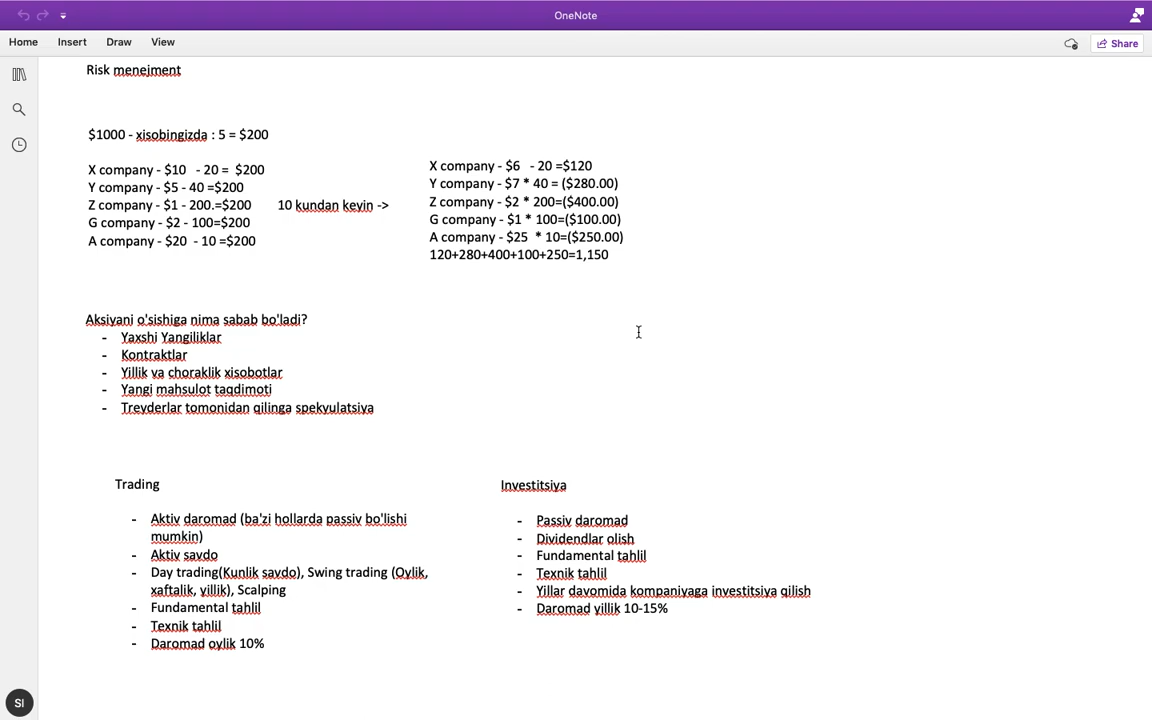 OneNote
Home Insert Draw View
Share
Risk menejment
$1000 - xisobingizda : 5 = $200
X company - $10 - 20 = $200
Y company - $5 - 40 =$200
Z company - $1 - 200.=$200
G company - $2 - 100=$200
A company - $20 - 10 =$200
10 kundan keyin ->
X company - $6 - 20 =$120
Y company - $7 * 40 = ($280.00)
Z company - $2 * 200=($400.00)
G company - $1 * 100=($100.00)
A company - $25 * 10=($250.00)
120+280+400+100+250=1,150
Aksiyani o'sishiga nima sabab bo'ladi?
- Yaxshi Yangiliklar
- Kontraktlar
- Yillik va choraklik xisobotlar
- Yangi mahsulot taqdimoti
- Treyderlar tomonidan qilinga spekyulatsiya
Trading
- Aktiv daromad (ba'zi hollarda passiv bo'lishi
mumkin)
- Aktiv savdo
- Day trading(Kunlik savdo), Swing trading (Oylik,
xaftalik, yillik), Scalping
- Fundamental tahlil
- Texnik tahlil
- Daromad oylik 10%
Investitsiya
- Passiv daromad
- Dividendlar olish
- Fundamental tahlil
- Texnik tahlil
- Yillar davomida kompaniyaga investitsiya qilish
- Daromad yillik 10-15%
SI